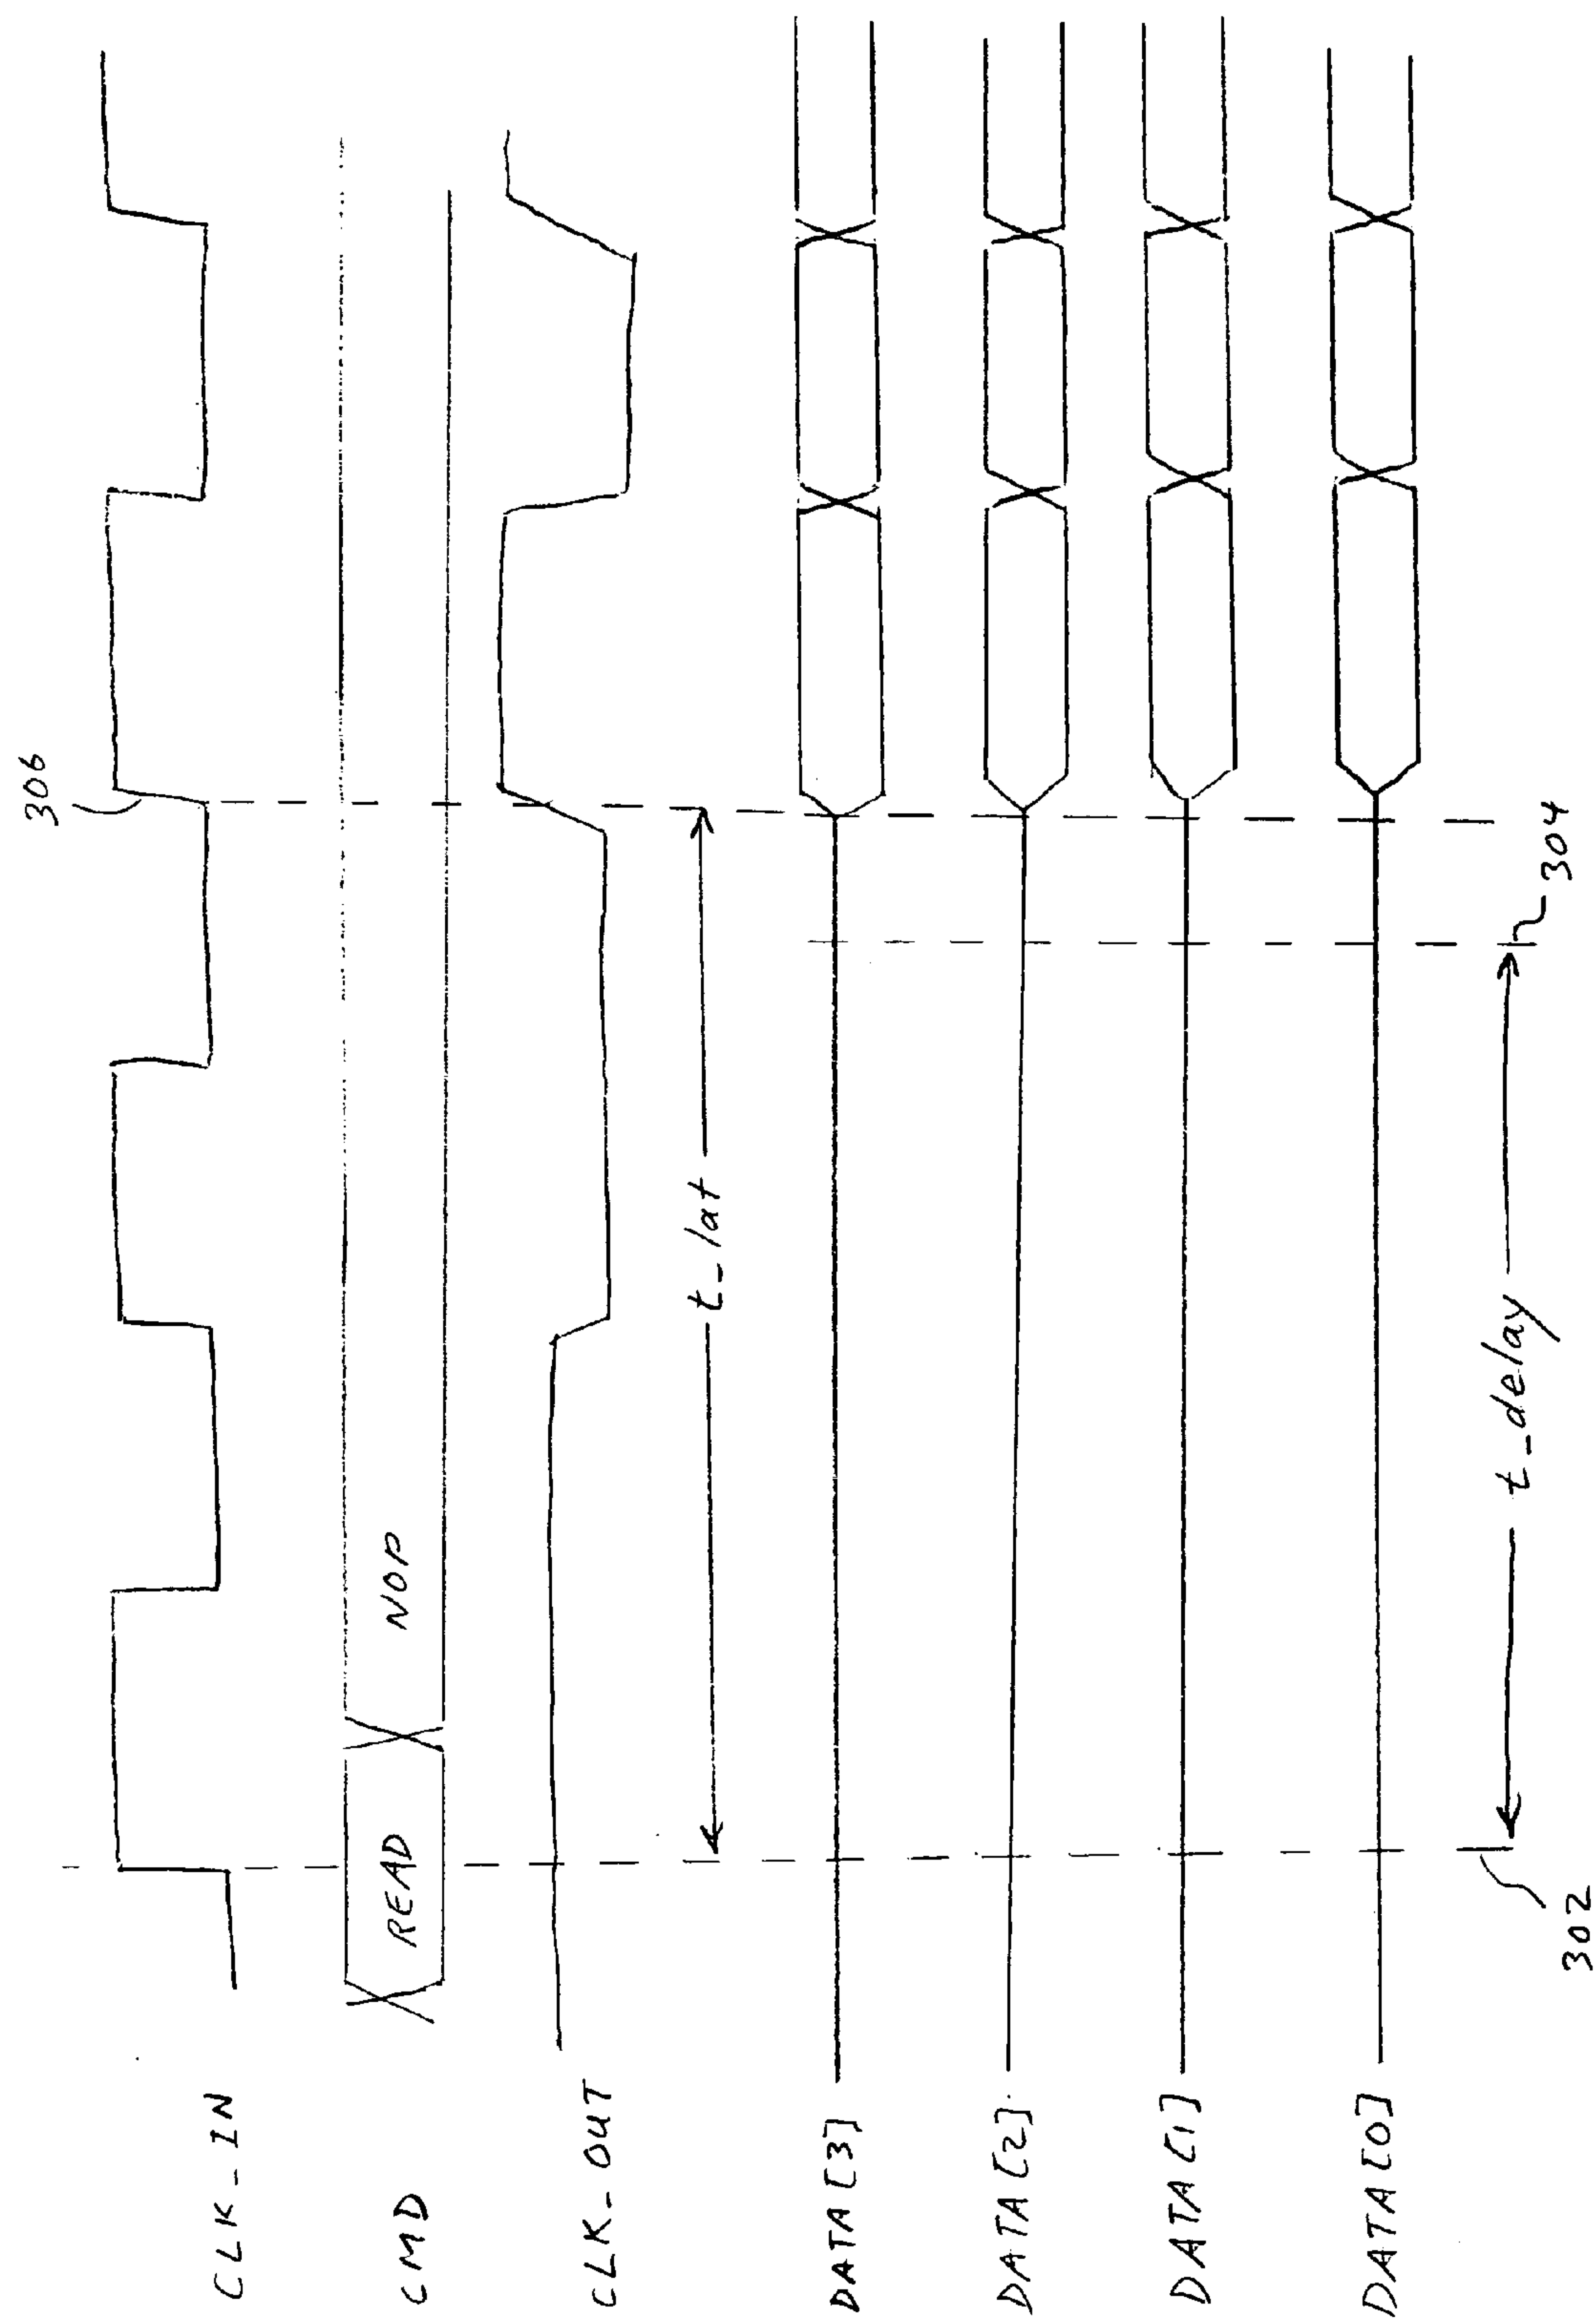 306
CLK_IN
CMD
READ
NOP
CLK_OUT
t_lat
DATA[3]
DATA[2]
DATA[1]
DATA[0]
302
t_delay
304